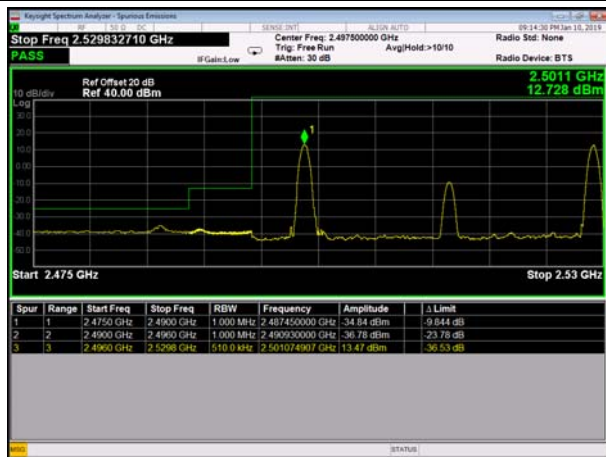 Keysight Spectrum Analyzer - Spurious Emissions
RF 50 Ω DC SENSE:INT ALIGN AUTO 09:14:30 PM Jan 10, 2019
Stop Freq 2.529832710 GHz Center Freq: 2.497500000 GHz Radio Std: None
Trig: Free Run Avg|Hold:>10/10
PASS IFGain:Low #Atten: 30 dB Radio Device: BTS
Ref Offset 20 dB 2.5011 GHz
10 dB/div Ref 40.00 dBm 12.728 dBm
Log
30.0
20.0
10.0
0.00
-10.0
-20.0
-30.0
-40.0
-50.0
1
Start 2.475 GHz Stop 2.53 GHz
Spur Range Start Freq Stop Freq RBW Frequency Amplitude Δ Limit
1 1 2.4750 GHz 2.4900 GHz 1.000 MHz 2.487450000 GHz -34.84 dBm -9.844 dB
2 2 2.4900 GHz 2.4960 GHz 1.000 MHz 2.490930000 GHz -36.78 dBm -23.78 dB
3 3 2.4960 GHz 2.5298 GHz 510.0 kHz 2.501074907 GHz 13.47 dBm -36.53 dB
MSG STATUS